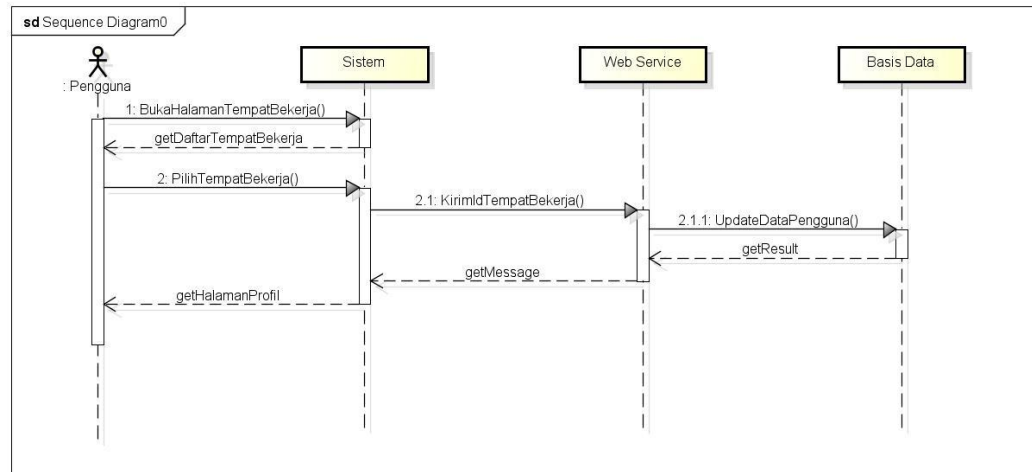 sd Sequence Diagram0
: Pengguna
Sistem
Web Service
Basis Data
1: BukaHalamanTempatBekerja()
getDaftarTempatBekerja
2: PilihTempatBekerja()
2.1: KirimIdTempatBekerja()
2.1.1: UpdateDataPengguna()
getResult
getMessage
getHalamanProfil